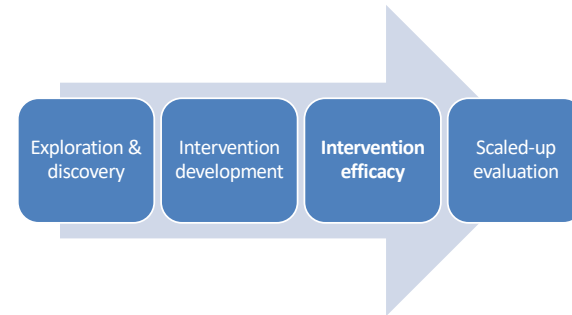 Exploration &
discovery
Intervention
development
Intervention
efficacy
Scaled-up
evaluation